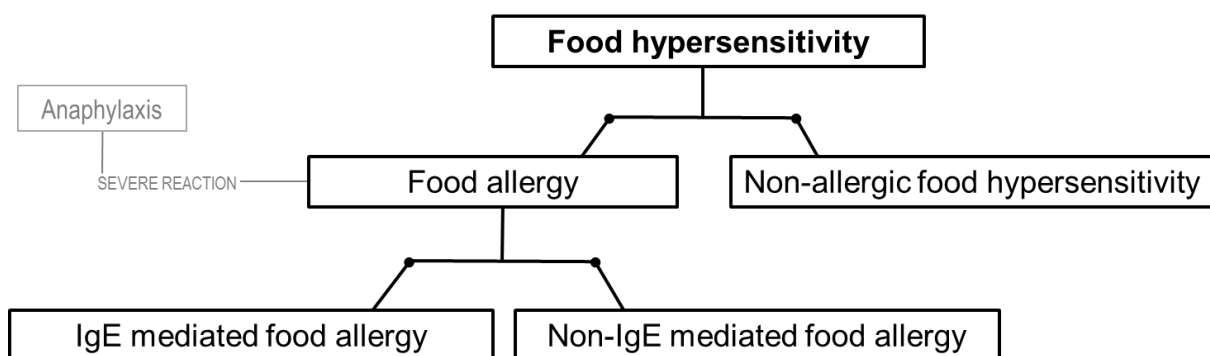 Food hypersensitivity
Anaphylaxis
SEVERE REACTION
Food allergy
Non-allergic food hypersensitivity
IgE mediated food allergy
Non-IgE mediated food allergy